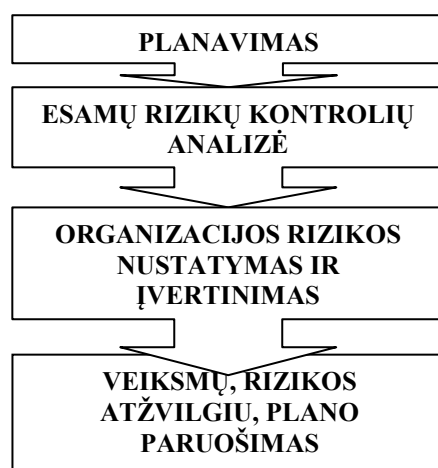 PLANAVIMAS
ESAMŲ RIZIKŲ KONTROLIŲ
ANALIZĖ
ORGANIZACIJOS RIZIKOS
NUSTATYMAS IR
ĮVERTINIMAS
VEIKSMŲ, RIZIKOS
ATŽVILGIU, PLANO
PARUOŠIMAS